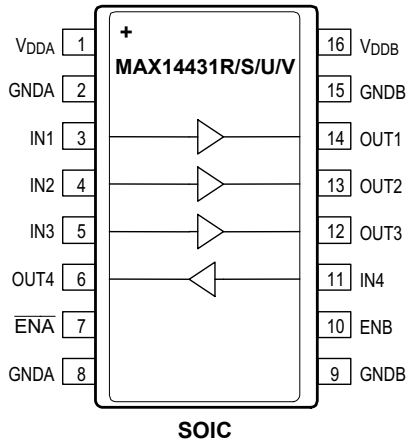 +
MAX14431R/S/U/V
VDDA 1
16 VDDB
GNDA 2
15 GNDB
IN1 3
14 OUT1
IN2 4
13 OUT2
IN3 5
12 OUT3
OUT4 6
11 IN4
E̅N̅A̅ 7
10 ENB
GNDA 8
9 GNDB
SOIC